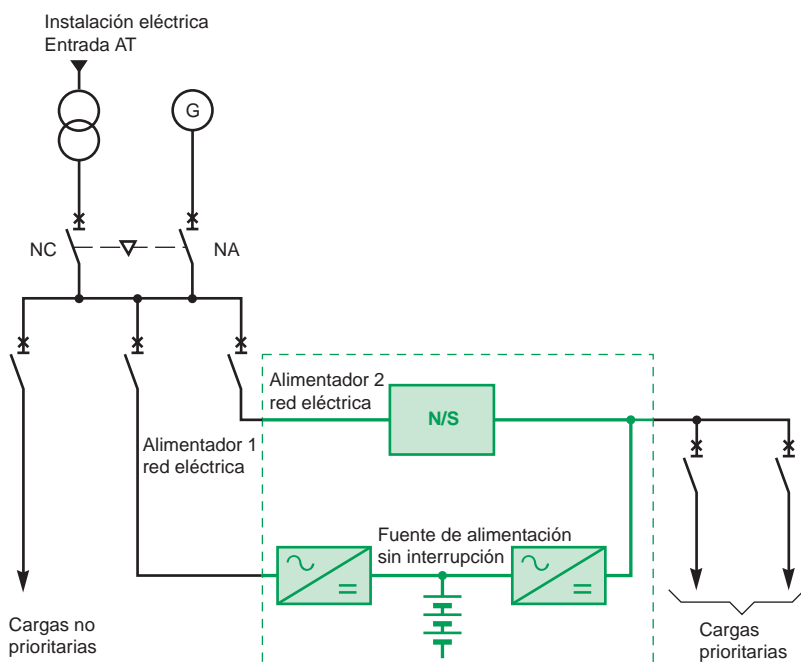 Instalación eléctrica
Entrada AT
G
NC
NA
Alimentador 2
red eléctrica
N/S
Alimentador 1
red eléctrica
Fuente de alimentación
sin interrupción
Cargas no
prioritarias
Cargas
prioritarias